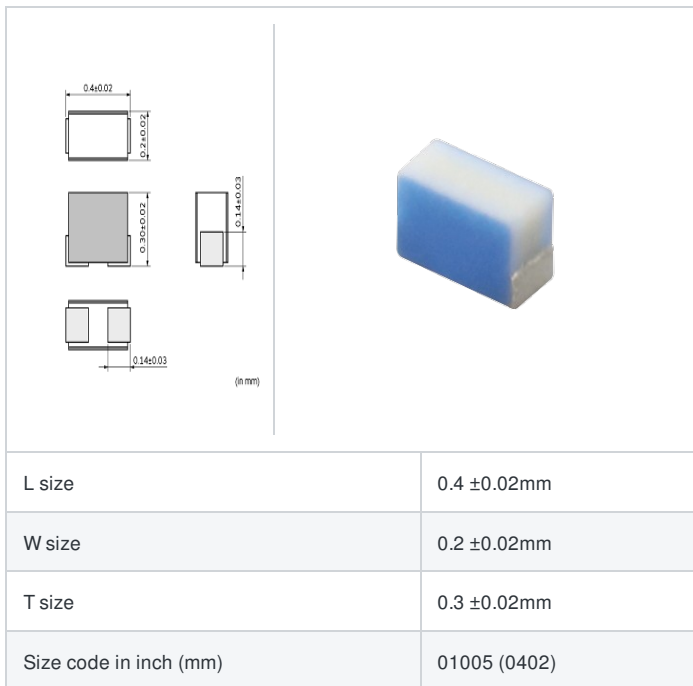 0.4±0.02
0.2±0.02
0.30±0.02
0.14±0.03
0.14±0.03
(in mm)
L size 0.4 ±0.02mm
W size 0.2 ±0.02mm
T size 0.3 ±0.02mm
Size code in inch (mm) 01005 (0402)